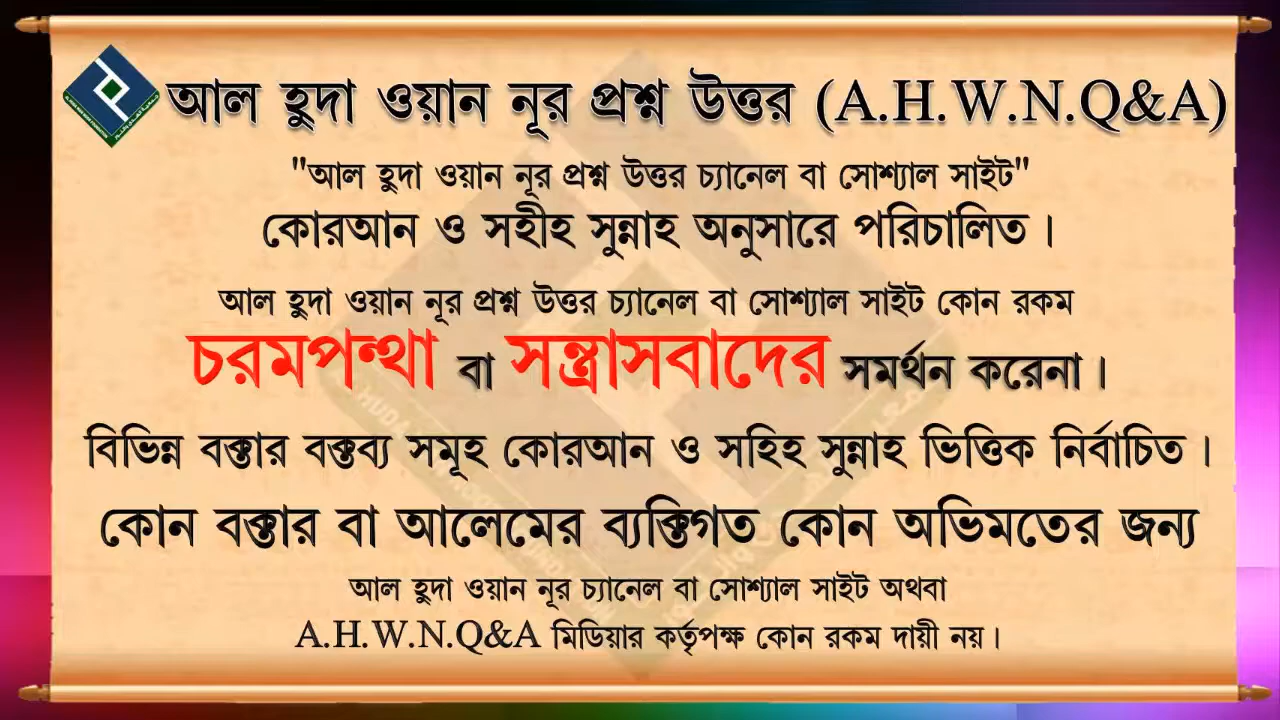 আল হুদা ওয়ান নূর প্রশ্ন উত্তর (A.H.W.N.Q&A)
"আল হুদা ওয়ান নূর প্রশ্ন উত্তর চ্যানেল বা সোশ্যাল সাইট"
কোরআন ও সহীহ সুন্নাহ অনুসারে পরিচালিত।
আল হুদা ওয়ান নূর প্রশ্ন উত্তর চ্যানেল বা সোশ্যাল সাইট কোন রকম
চরমপন্থা বা সন্ত্রাসবাদের সমর্থন করেনা।
বিভিন্ন বক্তার বক্তব্য সমূহ কোরআন ও সহিহ সুন্নাহ ভিত্তিক নির্বাচিত।
কোন বক্তার বা আলেমের ব্যক্তিগত কোন অভিমতের জন্য
আল হুদা ওয়ান নূর চ্যানেল বা সোশ্যাল সাইট অথবা
A.H.W.N.Q&A মিডিয়ার কর্তৃপক্ষ কোন রকম দায়ী নয়।